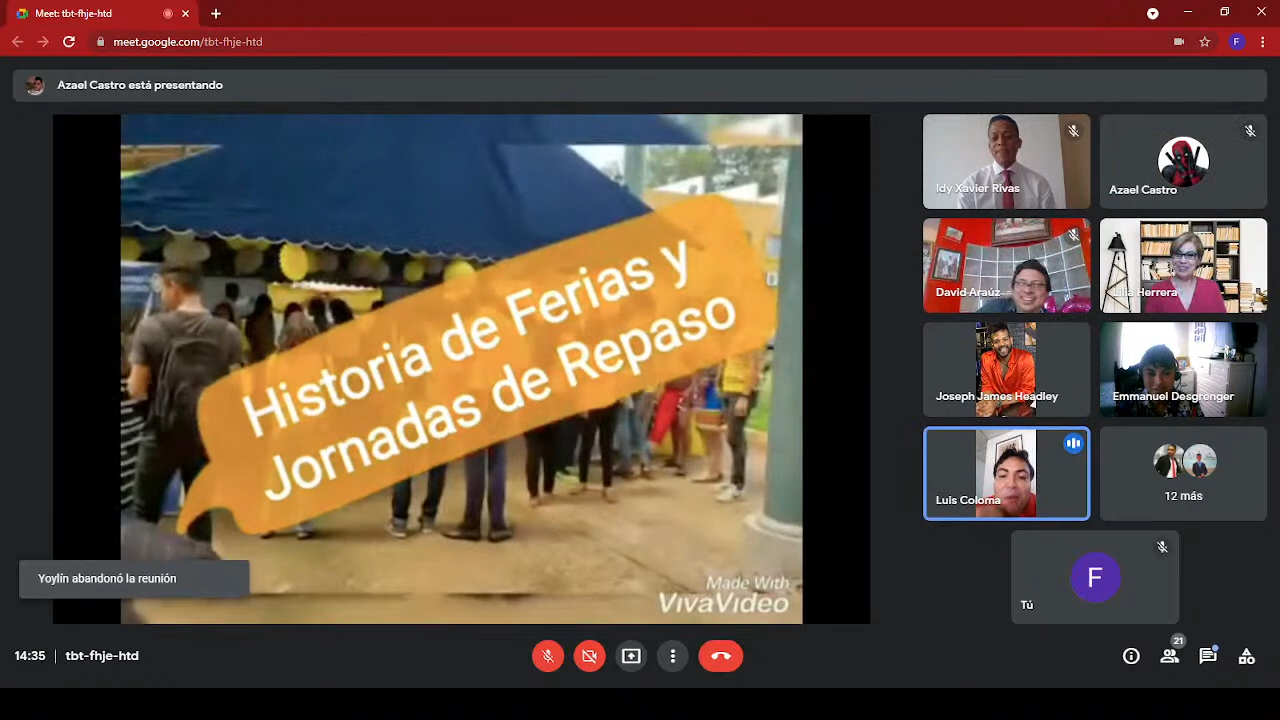 Meet: tbt-fhje-htd
meet.google.com/tbt-fhje-htd
F
Azael Castro está presentando
Historia de Ferias y
Jornadas de Repaso
Made With
VivaVideo
Idy Xavier Rivas
Azael Castro
David Araúz
Herrera
Joseph James Headley
Emmanuel Desgrenger
Luis Coloma
12 más
F
Tú
Yoylín abandonó la reunión
14:35
tbt-fhje-htd
21